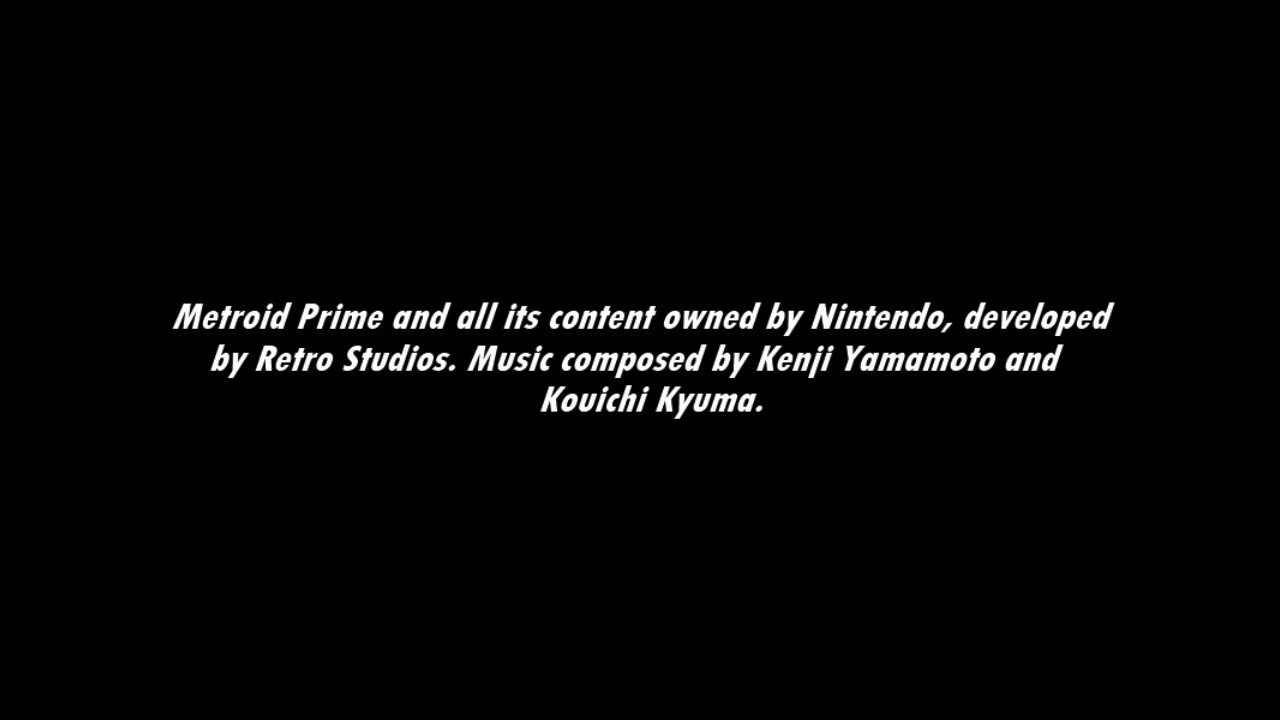 Metroid Prime and all its content owned by Nintendo, developed
by Retro Studios. Music composed by Kenji Yamamoto and
Kouichi Kyuma.